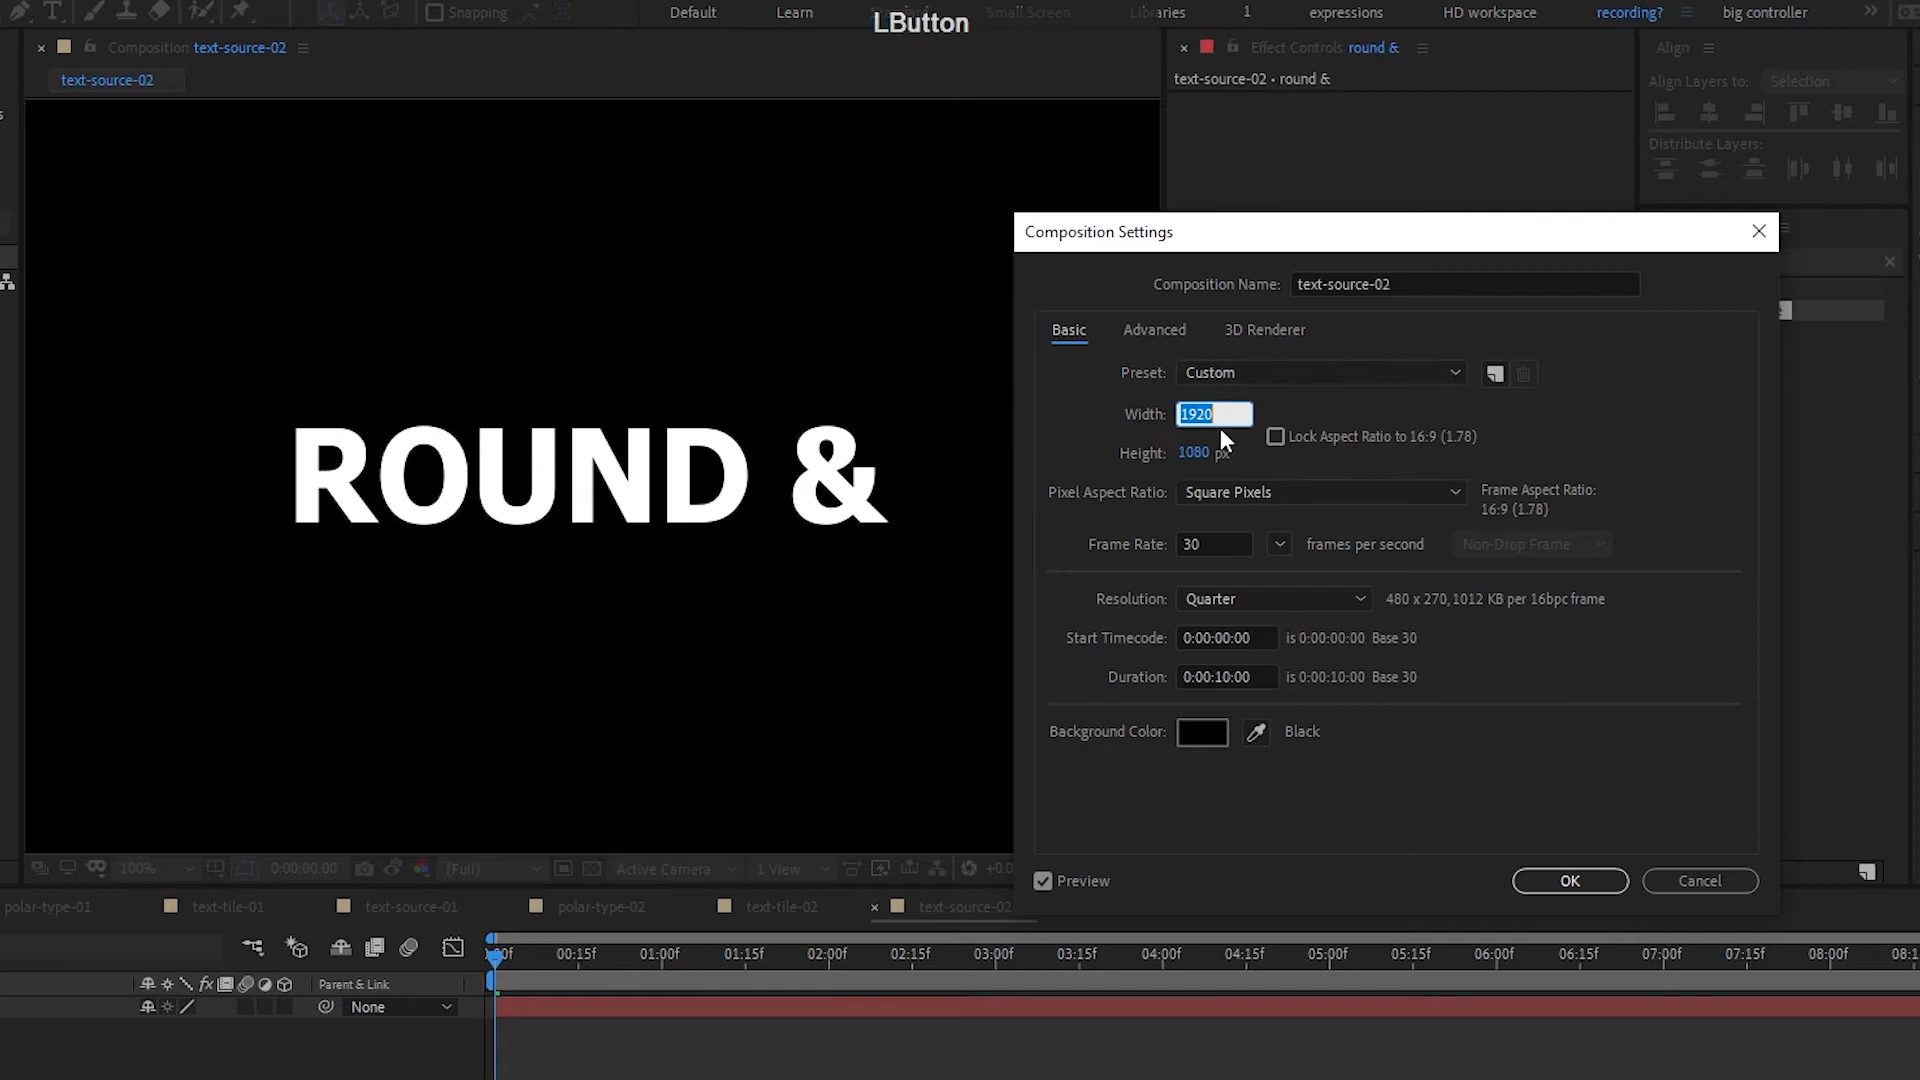 Snapping
Default
Learn
Small Screen
Libraries
1
expressions
HD workspace
recording?
big controller
LButton
Composition text-source-02
Effect Controls round &
Align
text-source-02
text-source-02 • round &
Align Layers to: Selection
Distribute Layers:
ROUND &
Composition Settings
Composition Name: text-source-02
Basic
Advanced
3D Renderer
Preset: Custom
Width: 1920
Lock Aspect Ratio to 16:9 (1.78)
Height: 1080 px
Pixel Aspect Ratio: Square Pixels
Frame Aspect Ratio:
16:9 (1.78)
Frame Rate: 30 frames per second Non-Drop Frame
Resolution: Quarter 480 x 270, 1012 KB per 16bpc frame
Start Timecode: 0:00:00:00 is 0:00:00:00 Base 30
Duration: 0:00:10:00 is 0:00:10:00 Base 30
Background Color: Black
Preview
OK
Cancel
100% 0:00:00:00 (Full) Active Camera 1 View +0.0
polar-type-01
text-tile-01
text-source-01
polar-type-02
text-tile-02
text-source-02
00f 00:15f 01:00f 01:15f 02:00f 02:15f 03:00f 03:15f 04:00f 04:15f 05:00f 05:15f 06:00f 06:15f 07:00f 07:15f 08:00f 08:1
fx
Parent & Link
None